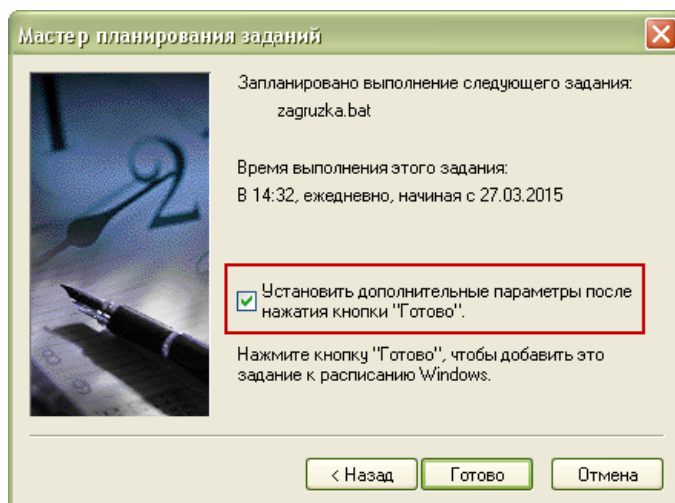 Мастер планирования заданий
Запланировано выполнение следующего задания:
zagruzka.bat
Время выполнения этого задания:
В 14:32, ежедневно, начиная с 27.03.2015
Установить дополнительные параметры после
нажатия кнопки "Готово".
Нажмите кнопку "Готово", чтобы добавить это
задание к расписанию Windows.
< Назад
Готово
Отмена